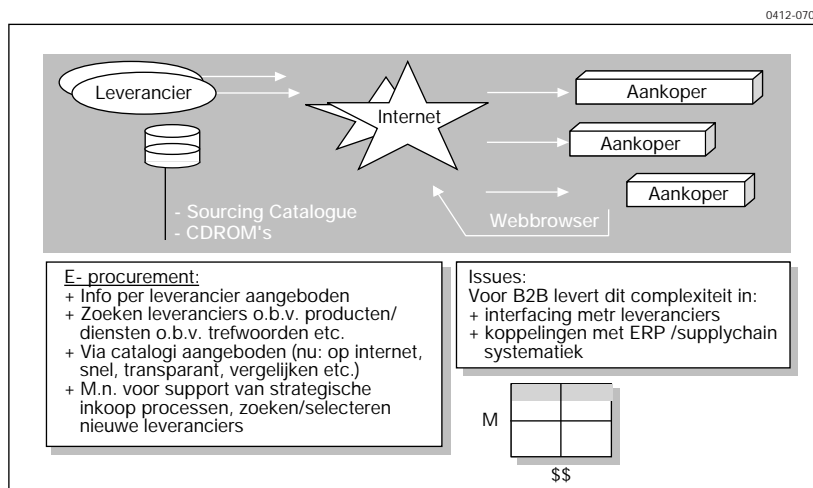 0412-070
Leverancier
Internet
Aankoper
Aankoper
Aankoper
- Sourcing Catalogue
- CDROM's
Webbrowser
E- procurement:
+ Info per leverancier aangeboden
+ Zoeken leveranciers o.b.v. producten/
diensten o.b.v. trefwoorden etc.
+ Via catalogi aangeboden (nu: op internet,
snel, transparant, vergelijken etc.)
+ M.n. voor support van strategische
inkoop processen, zoeken/selecteren
nieuwe leveranciers
Issues:
Voor B2B levert dit complexiteit in:
+ interfacing metr leveranciers
+ koppelingen met ERP /supplychain
systematiek
M
$$